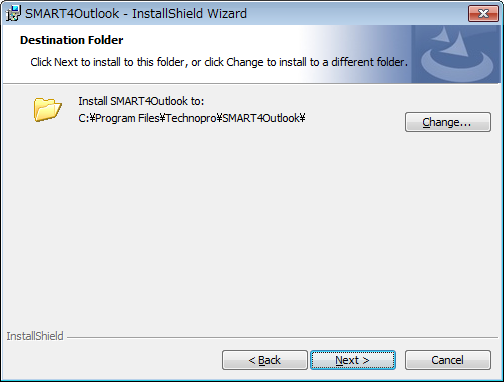 SMART4Outlook - InstallShield Wizard
Destination Folder
Click Next to install to this folder, or click Change to install to a different folder.
Install SMART4Outlook to:
C:¥Program Files¥Technopro¥SMART4Outlook¥
Change...
InstallShield
< Back
Next >
Cancel